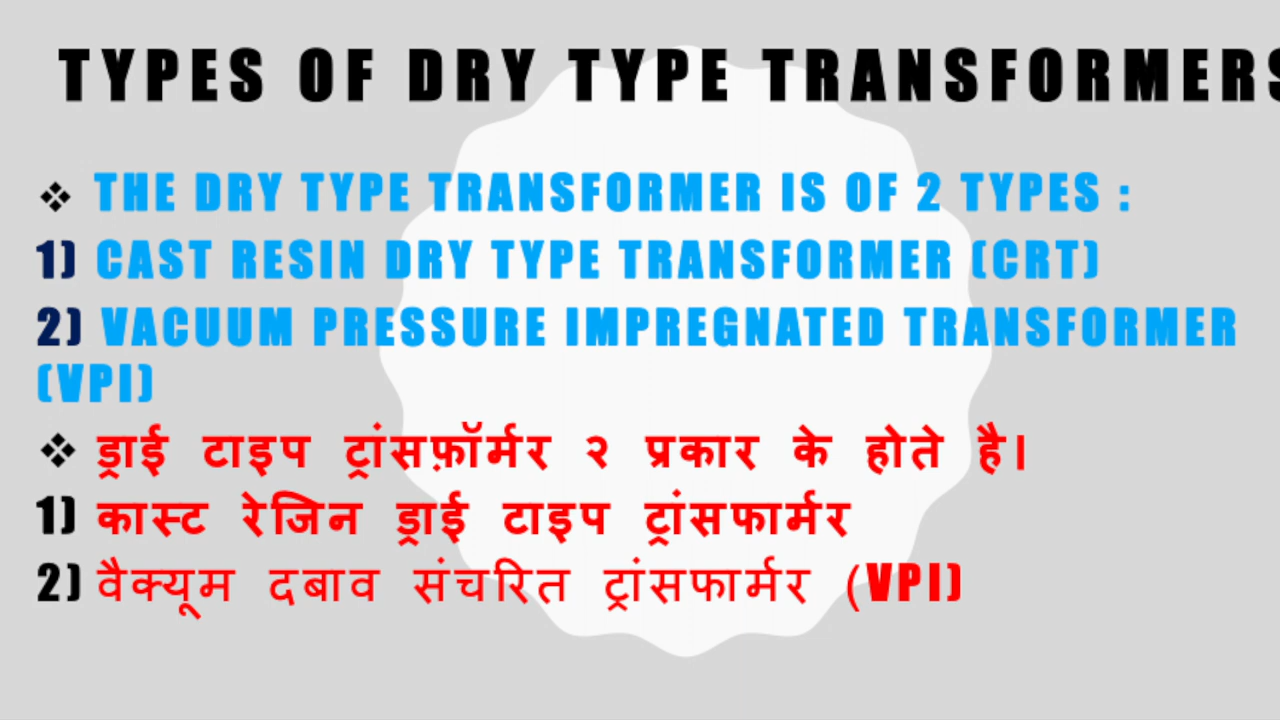 TYPES OF DRY TYPE TRANSFORMERS
❖ THE DRY TYPE TRANSFORMER IS OF 2 TYPES :
1) CAST RESIN DRY TYPE TRANSFORMER (CRT)
2) VACUUM PRESSURE IMPREGNATED TRANSFORMER
(VPI)
❖ ड्राई टाइप ट्रांसफ़ॉर्मर २ प्रकार के होते है।
1) कास्ट रेजिन ड्राई टाइप ट्रांसफार्मर
2) वैक्यूम दबाव संचरित ट्रांसफार्मर (VPI)